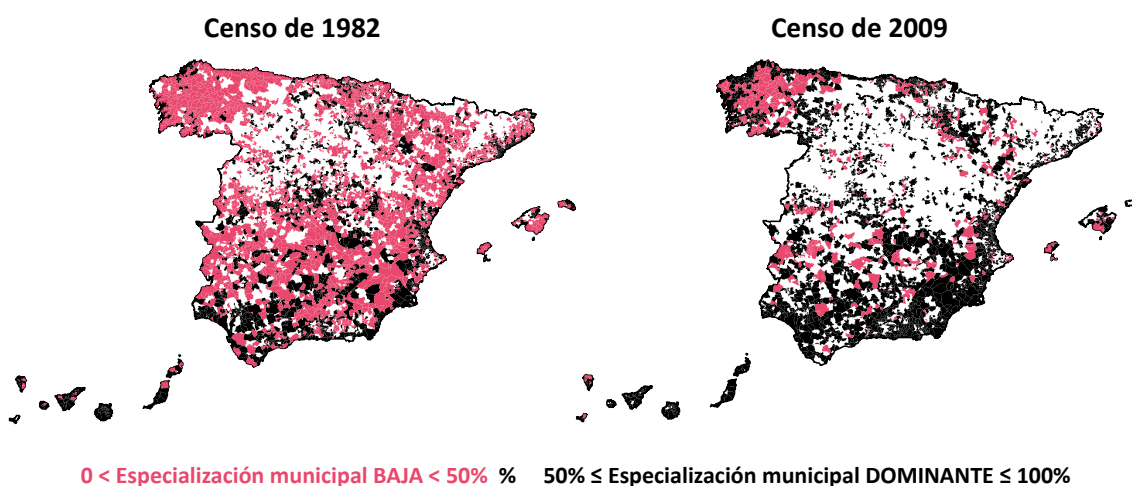 Censo de 1982 Censo de 2009
0 < Especialización municipal BAJA < 50% % 50% ≤ Especialización municipal DOMINANTE ≤ 100%